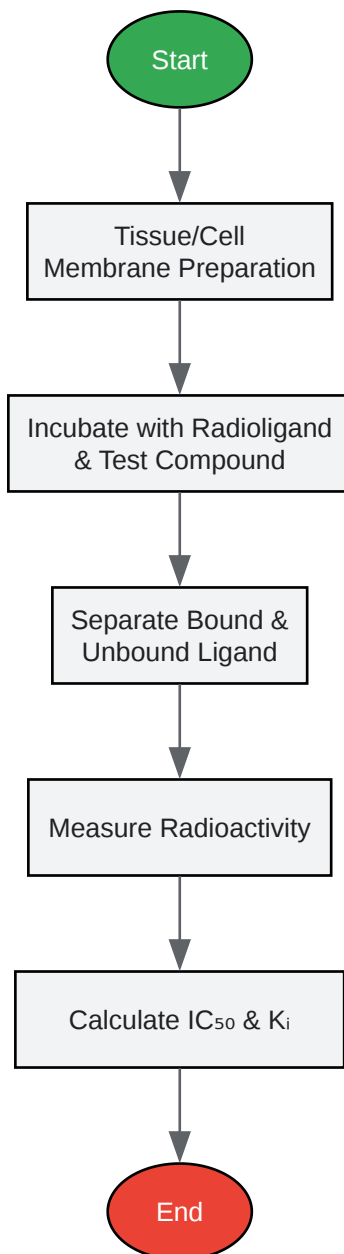 Start
Tissue/Cell
Membrane Preparation
Incubate with Radioligand
& Test Compound
Separate Bound &
Unbound Ligand
Measure Radioactivity
Calculate IC₅₀ & Kᵢ
End